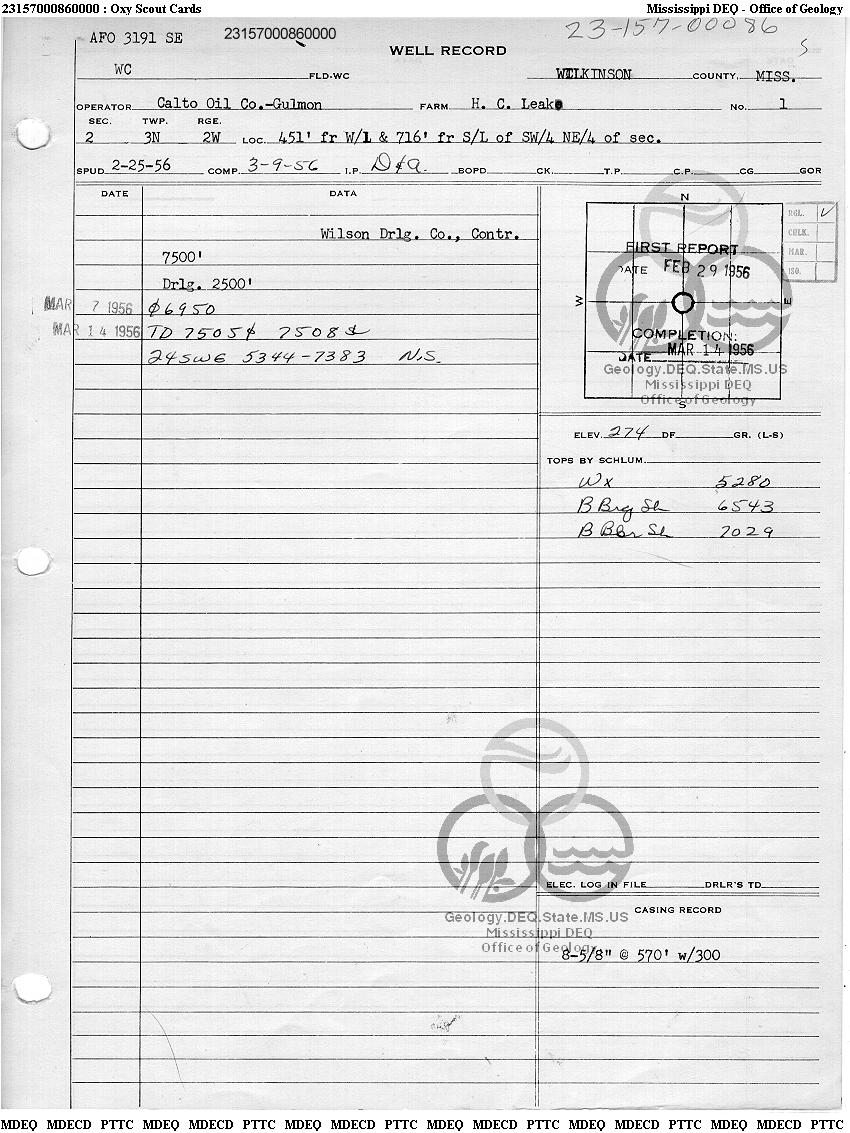 23157000860000 : Oxy Scout Cards Mississippi DEQ - Office of Geology
AFO 3191 SE 23157000860000 23-157-00086
WELL RECORD S
WC FLD-WC WILKINSON COUNTY, MISS.
OPERATOR Calto Oil Co.-Gulmon FARM H. C. Leake No. 1
SEC. TWP. RGE.
2 3N 2W LOC. 451' fr W/L & 716' fr S/L of SW/4 NE/4 of sec.
SPUD 2-25-56 COMP. 3-9-56 I.P. D&A. BOPD CK. T.P. C.P. CG. GOR
DATE DATA
Wilson Drlg. Co., Contr.
7500'
Drlg. 2500'
MAR 7 1956 Ø6950
MAR 14 1956 TD 7505 7508
24SWC 5344-7383 N.S.
N
W E
S
FIRST REPORT
DATE FEB 29 1956
COMPLETION:
DATE MAR 14 1956
RGL. ✓
CHLK.
MAR.
ISO.
Geology.DEQ.State.MS.US
Mississippi DEQ
Office of Geology
ELEV. 274 DF GR. (L-S)
TOPS BY SCHLUM.
Wx 5280
B Brg Sh 6543
B BBr Sh 7029
ELEC. LOG IN FILE DRLR'S TD
CASING RECORD
Geology.DEQ.State.MS.US
Mississippi DEQ
Office of Geology
8-5/8" @ 570' w/300
MDEQ MDECD PTTC MDEQ MDECD PTTC MDEQ MDECD PTTC MDEQ MDECD PTTC MDEQ MDECD PTTC MDEQ MDECD PTTC